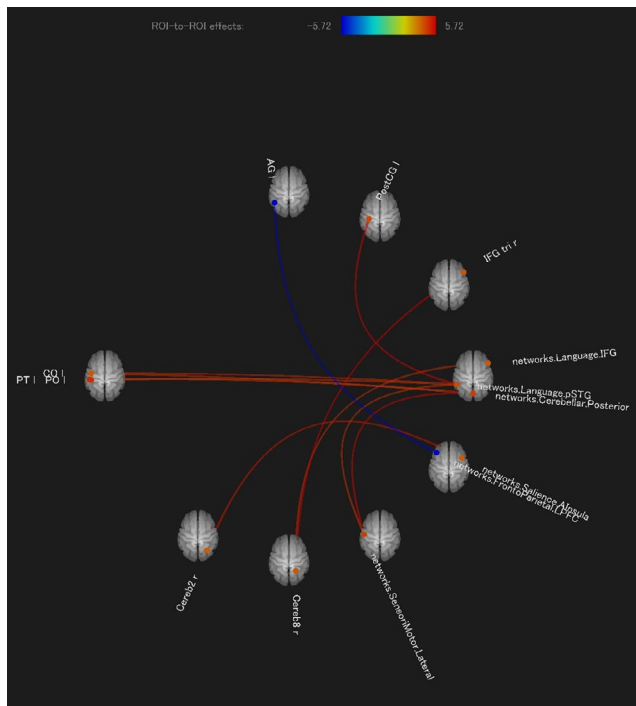 ROI-to-ROI effects: -5.72 5.72
AG l
PostCG l
IFG tri r
networks.Language.IFG
CO l
PT l PO l
networks.Language.pSTG
networks.Cerebellar.Posterior
networks.Salience.AInsula
networks.FrontoParietal.LPFC
Cereb2 r
Cereb8 r
networks.SensoriMotor.Lateral